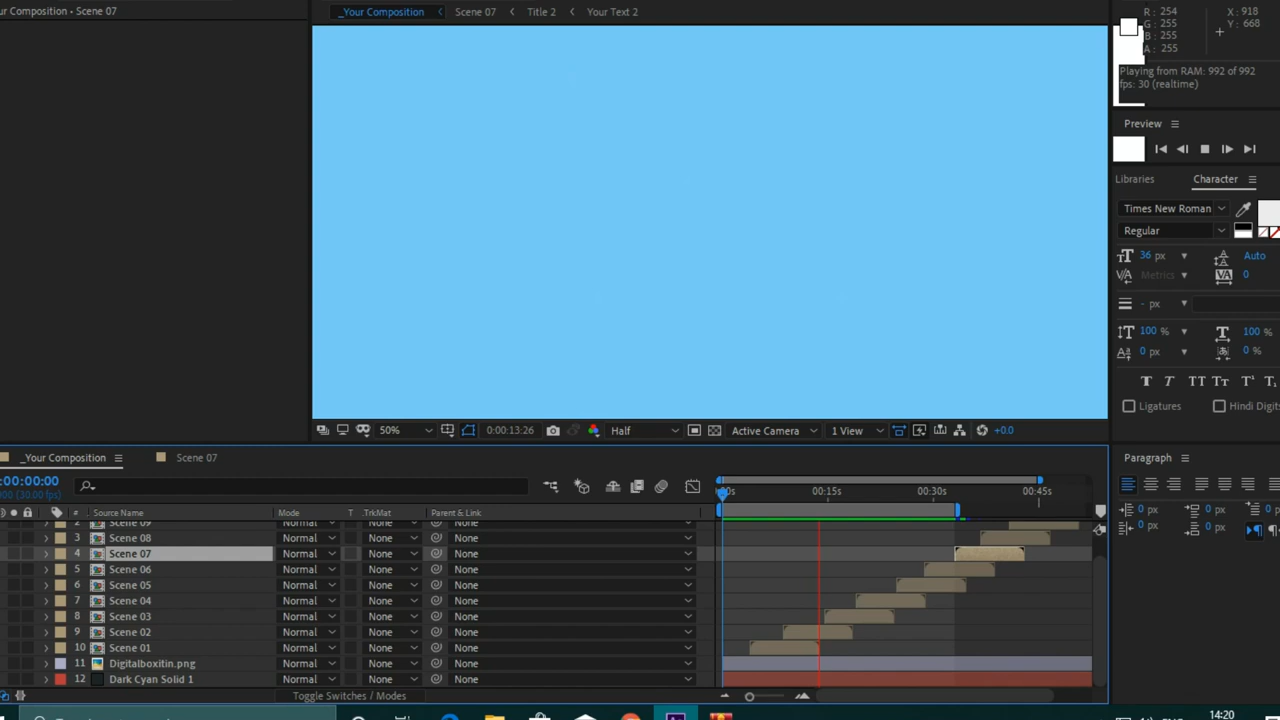 our Composition • Scene 07
_Your Composition
Scene 07
Title 2
Your Text 2
R: 254
G: 255
B: 255
A: 255
X: 918
Y: 668
Playing from RAM: 992 of 992
fps: 30 (realtime)
Preview
Libraries
Character
Times New Roman
Regular
36 px
Auto
Metrics
0
- px
100 %
100 %
0 px
0 %
Ligatures
Hindi Digits
50%
0:00:13:26
Half
Active Camera
1 View
+0.0
_Your Composition
Scene 07
Paragraph
:00:00:00
(30.00 fps)
:00s
00:15s
00:30s
00:45s
# Source Name
Mode
T .TrkMat
Parent & Link
2 Scene 09
3 Scene 08 Normal None None
4 Scene 07 Normal None None
5 Scene 06 Normal None None
6 Scene 05 Normal None None
7 Scene 04 Normal None None
8 Scene 03 Normal None None
9 Scene 02 Normal None None
10 Scene 01 Normal None None
11 Digitalboxitin.png Normal None None
12 Dark Cyan Solid 1 Normal None None
0 px
0 px
0 px
0 px
Toggle Switches / Modes
14:20